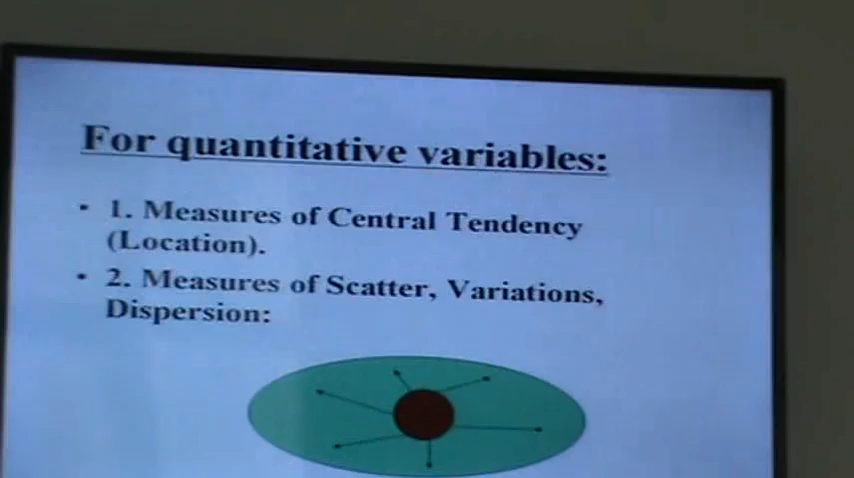 For quantitative variables:
• 1. Measures of Central Tendency
(Location).
• 2. Measures of Scatter, Variations,
Dispersion: